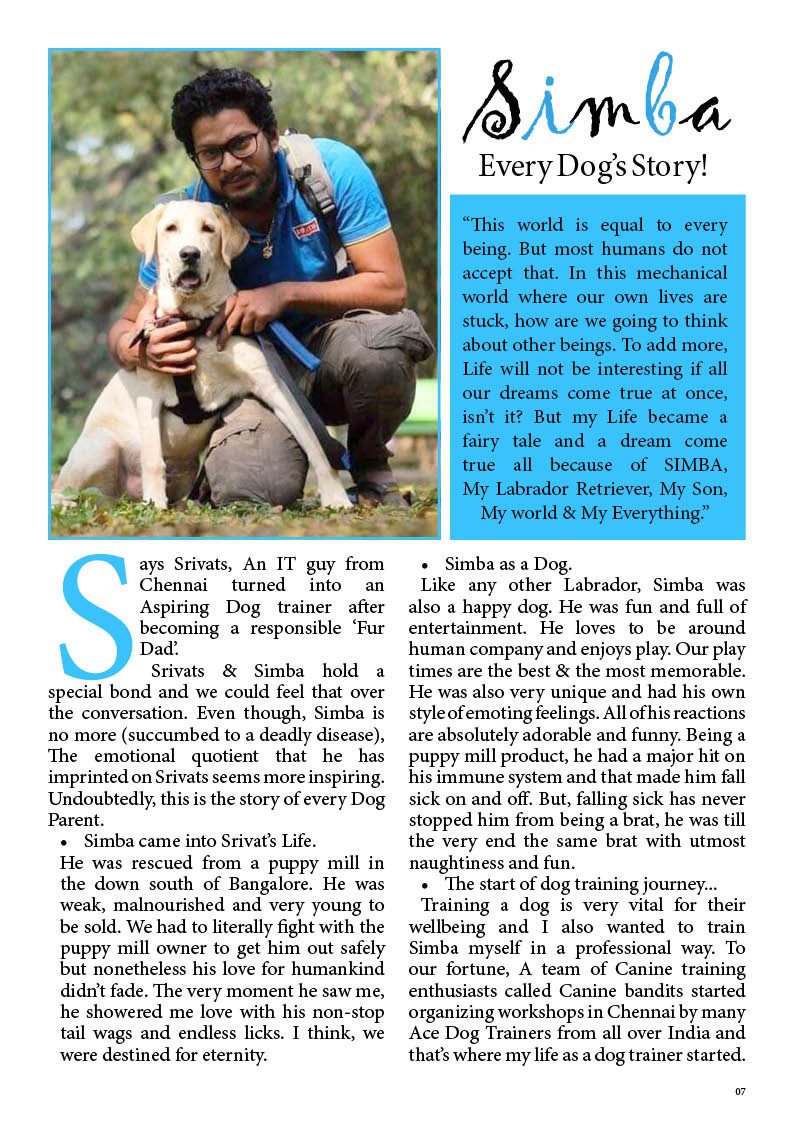 Simba
Every Dog's Story!
“This world is equal to every
being. But most humans do not
accept that. In this mechanical
world where our own lives are
stuck, how are we going to think
about other beings. To add more,
Life will not be interesting if all
our dreams come true at once,
isn’t it? But my Life became a
fairy tale and a dream come
true all because of SIMBA,
My Labrador Retriever, My Son,
My world & My Everything.”
Says Srivats, An IT guy from
Chennai turned into an
Aspiring Dog trainer after
becoming a responsible ‘Fur
Dad’.
Srivats & Simba hold a
special bond and we could feel that over
the conversation. Even though, Simba is
no more (succumbed to a deadly disease),
The emotional quotient that he has
imprinted on Srivats seems more inspiring.
Undoubtedly, this is the story of every Dog
Parent.
• Simba came into Srivat’s Life.
He was rescued from a puppy mill in
the down south of Bangalore. He was
weak, malnourished and very young to
be sold. We had to literally fight with the
puppy mill owner to get him out safely
but nonetheless his love for humankind
didn’t fade. The very moment he saw me,
he showered me love with his non-stop
tail wags and endless licks. I think, we
were destined for eternity.
• Simba as a Dog.
Like any other Labrador, Simba was
also a happy dog. He was fun and full of
entertainment. He loves to be around
human company and enjoys play. Our play
times are the best & the most memorable.
He was also very unique and had his own
style of emoting feelings. All of his reactions
are absolutely adorable and funny. Being a
puppy mill product, he had a major hit on
his immune system and that made him fall
sick on and off. But, falling sick has never
stopped him from being a brat, he was till
the very end the same brat with utmost
naughtiness and fun.
• The start of dog training journey...
Training a dog is very vital for their
wellbeing and I also wanted to train
Simba myself in a professional way. To
our fortune, A team of Canine training
enthusiasts called Canine bandits started
organizing workshops in Chennai by many
Ace Dog Trainers from all over India and
that’s where my life as a dog trainer started.
07